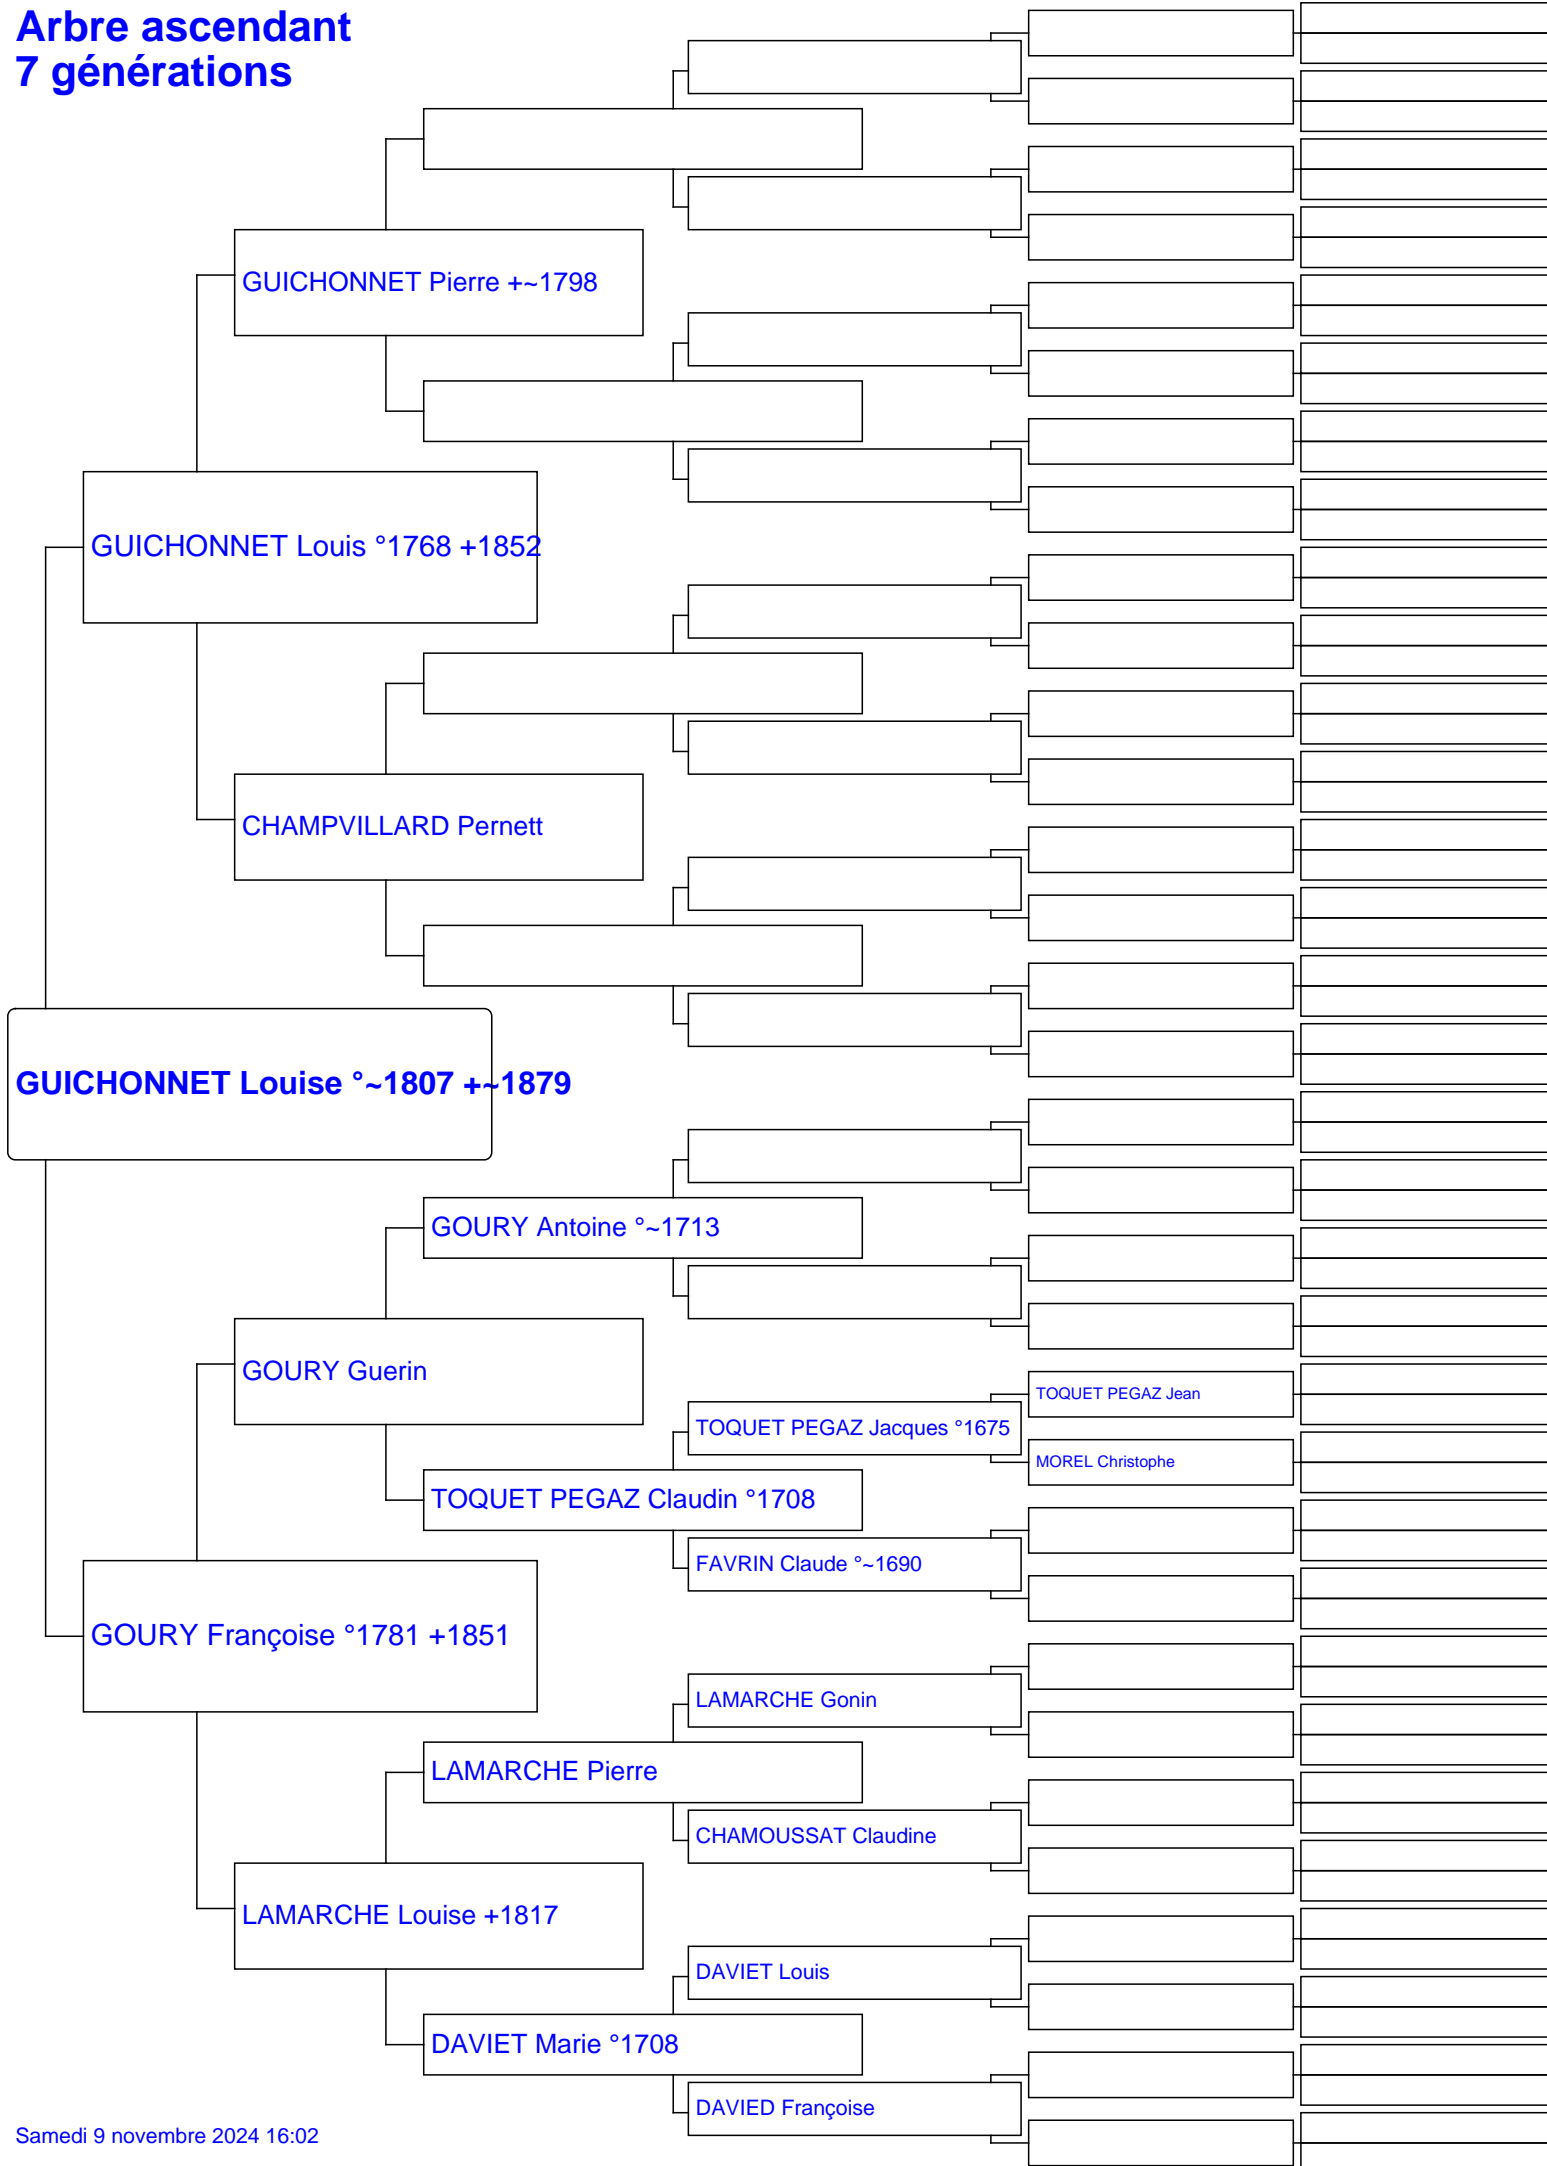 Arbre ascendant
7 générations
GUICHONNET Pierre +~1798
GUICHONNET Louis °1768 +1852
CHAMPVILLARD Pernett
GUICHONNET Louise °~1807 +~1879
GOURY Antoine °~1713
GOURY Guerin
TOQUET PEGAZ Jean
TOQUET PEGAZ Jacques °1675
MOREL Christophe
TOQUET PEGAZ Claudin °1708
FAVRIN Claude °~1690
GOURY Françoise °1781 +1851
LAMARCHE Gonin
LAMARCHE Pierre
CHAMOUSSAT Claudine
LAMARCHE Louise +1817
DAVIET Louis
DAVIET Marie °1708
DAVIED Françoise
Samedi 9 novembre 2024 16:02